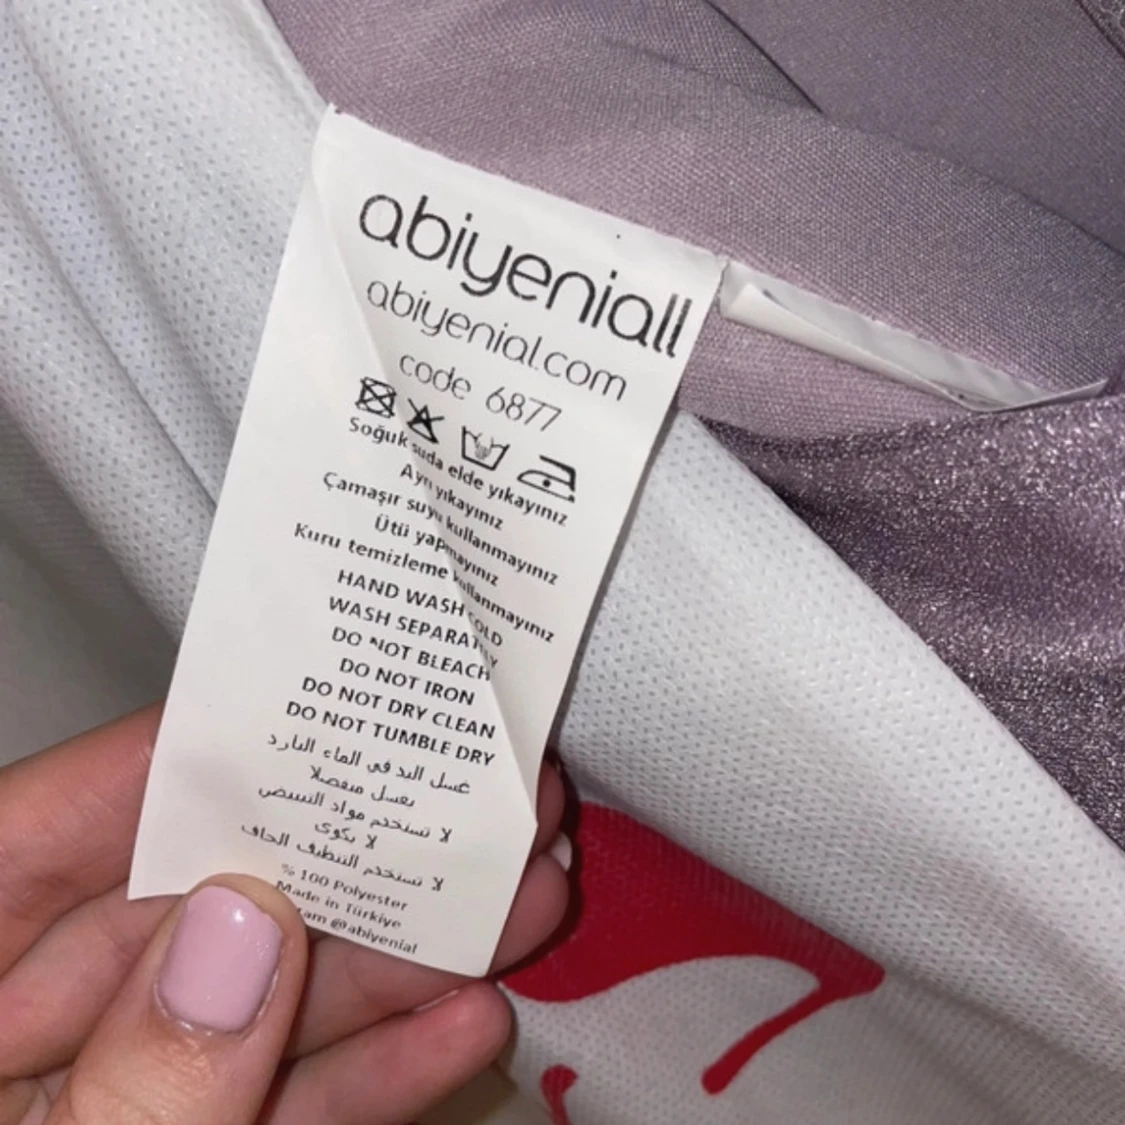 abiyeniall
abiyenial.com
code 6877
Soğuk suda elde yıkayınız
Ayrı yıkayınız
Çamaşır suyu kullanmayınız
Ütü yapmayınız
Kuru temizleme kullanmayınız
HAND WASH COLD
WASH SEPARATLY
DO NOT BLEACH
DO NOT IRON
DO NOT DRY CLEAN
DO NOT TUMBLE DRY
غسل اليد في الماء البارد
يغسل منفصلا
لا تستخدم مواد التبييض
لا يكوى
لا تستخدم التنظيف الجاف
% 100 Polyester
Made in Türkiye
@abiyenial